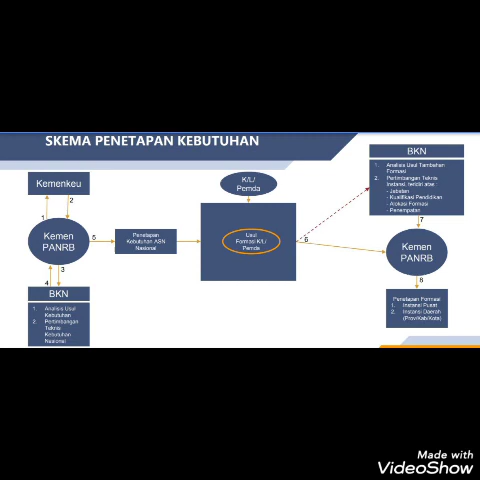 SKEMA PENETAPAN KEBUTUHAN
Kemenkeu
1
2
Kemen
PANRB
3
4
BKN
1. Analisis Usul
Kebutuhan
2. Pertimbangan
Teknis
Kebutuhan
Nasional
5
Penetapan
Kebutuhan ASN
Nasional
K/L/
Pemda
Usul
Formasi K/L/
Pemda
6
BKN
1. Analisis Usul Tambahan
Formasi
2. Pertimbangan Teknis
Instansi, teridiri atas :
- Jabatan
- Kualifikasi Pendidikan
- Alokasi Formasi
- Penempatan
7
Kemen
PANRB
8
Penetapan Formasi
1. Instansi Pusat
2. Instansi Daerah
(Prov/Kab/Kota)
Made with
VideoShow